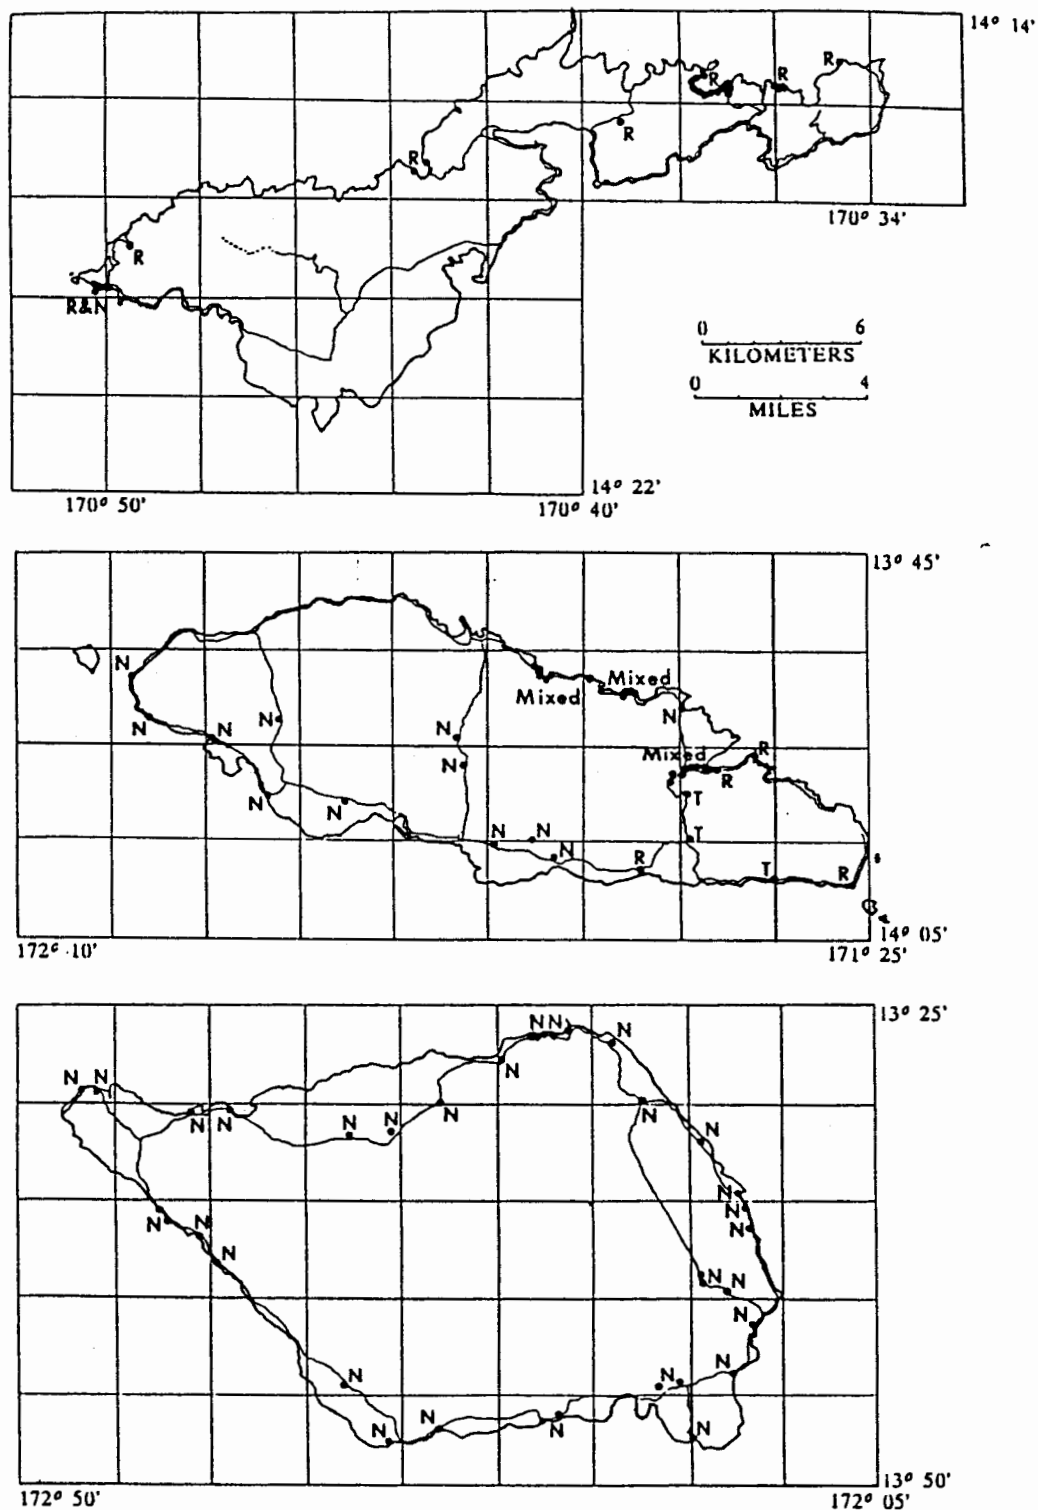 14° 14'
R
R
R
R
R
R
R&N
170° 34'
0 6
KILOMETERS
0 4
MILES
14° 22'
170° 50' 170° 40'
13° 45'
N
Mixed
Mixed
N
N
N
N
N
Mixed
R
N
R
N
T
N
N
N
T
N
R
T
R
14° 05'
172° 10' 171° 25'
13° 25'
N N
N
N
N N
N
N
N N
N
N
N
N
N
N
N
N
N
N N
N
N
N
N
N
N
N
N
13° 50'
172° 50' 172° 05'